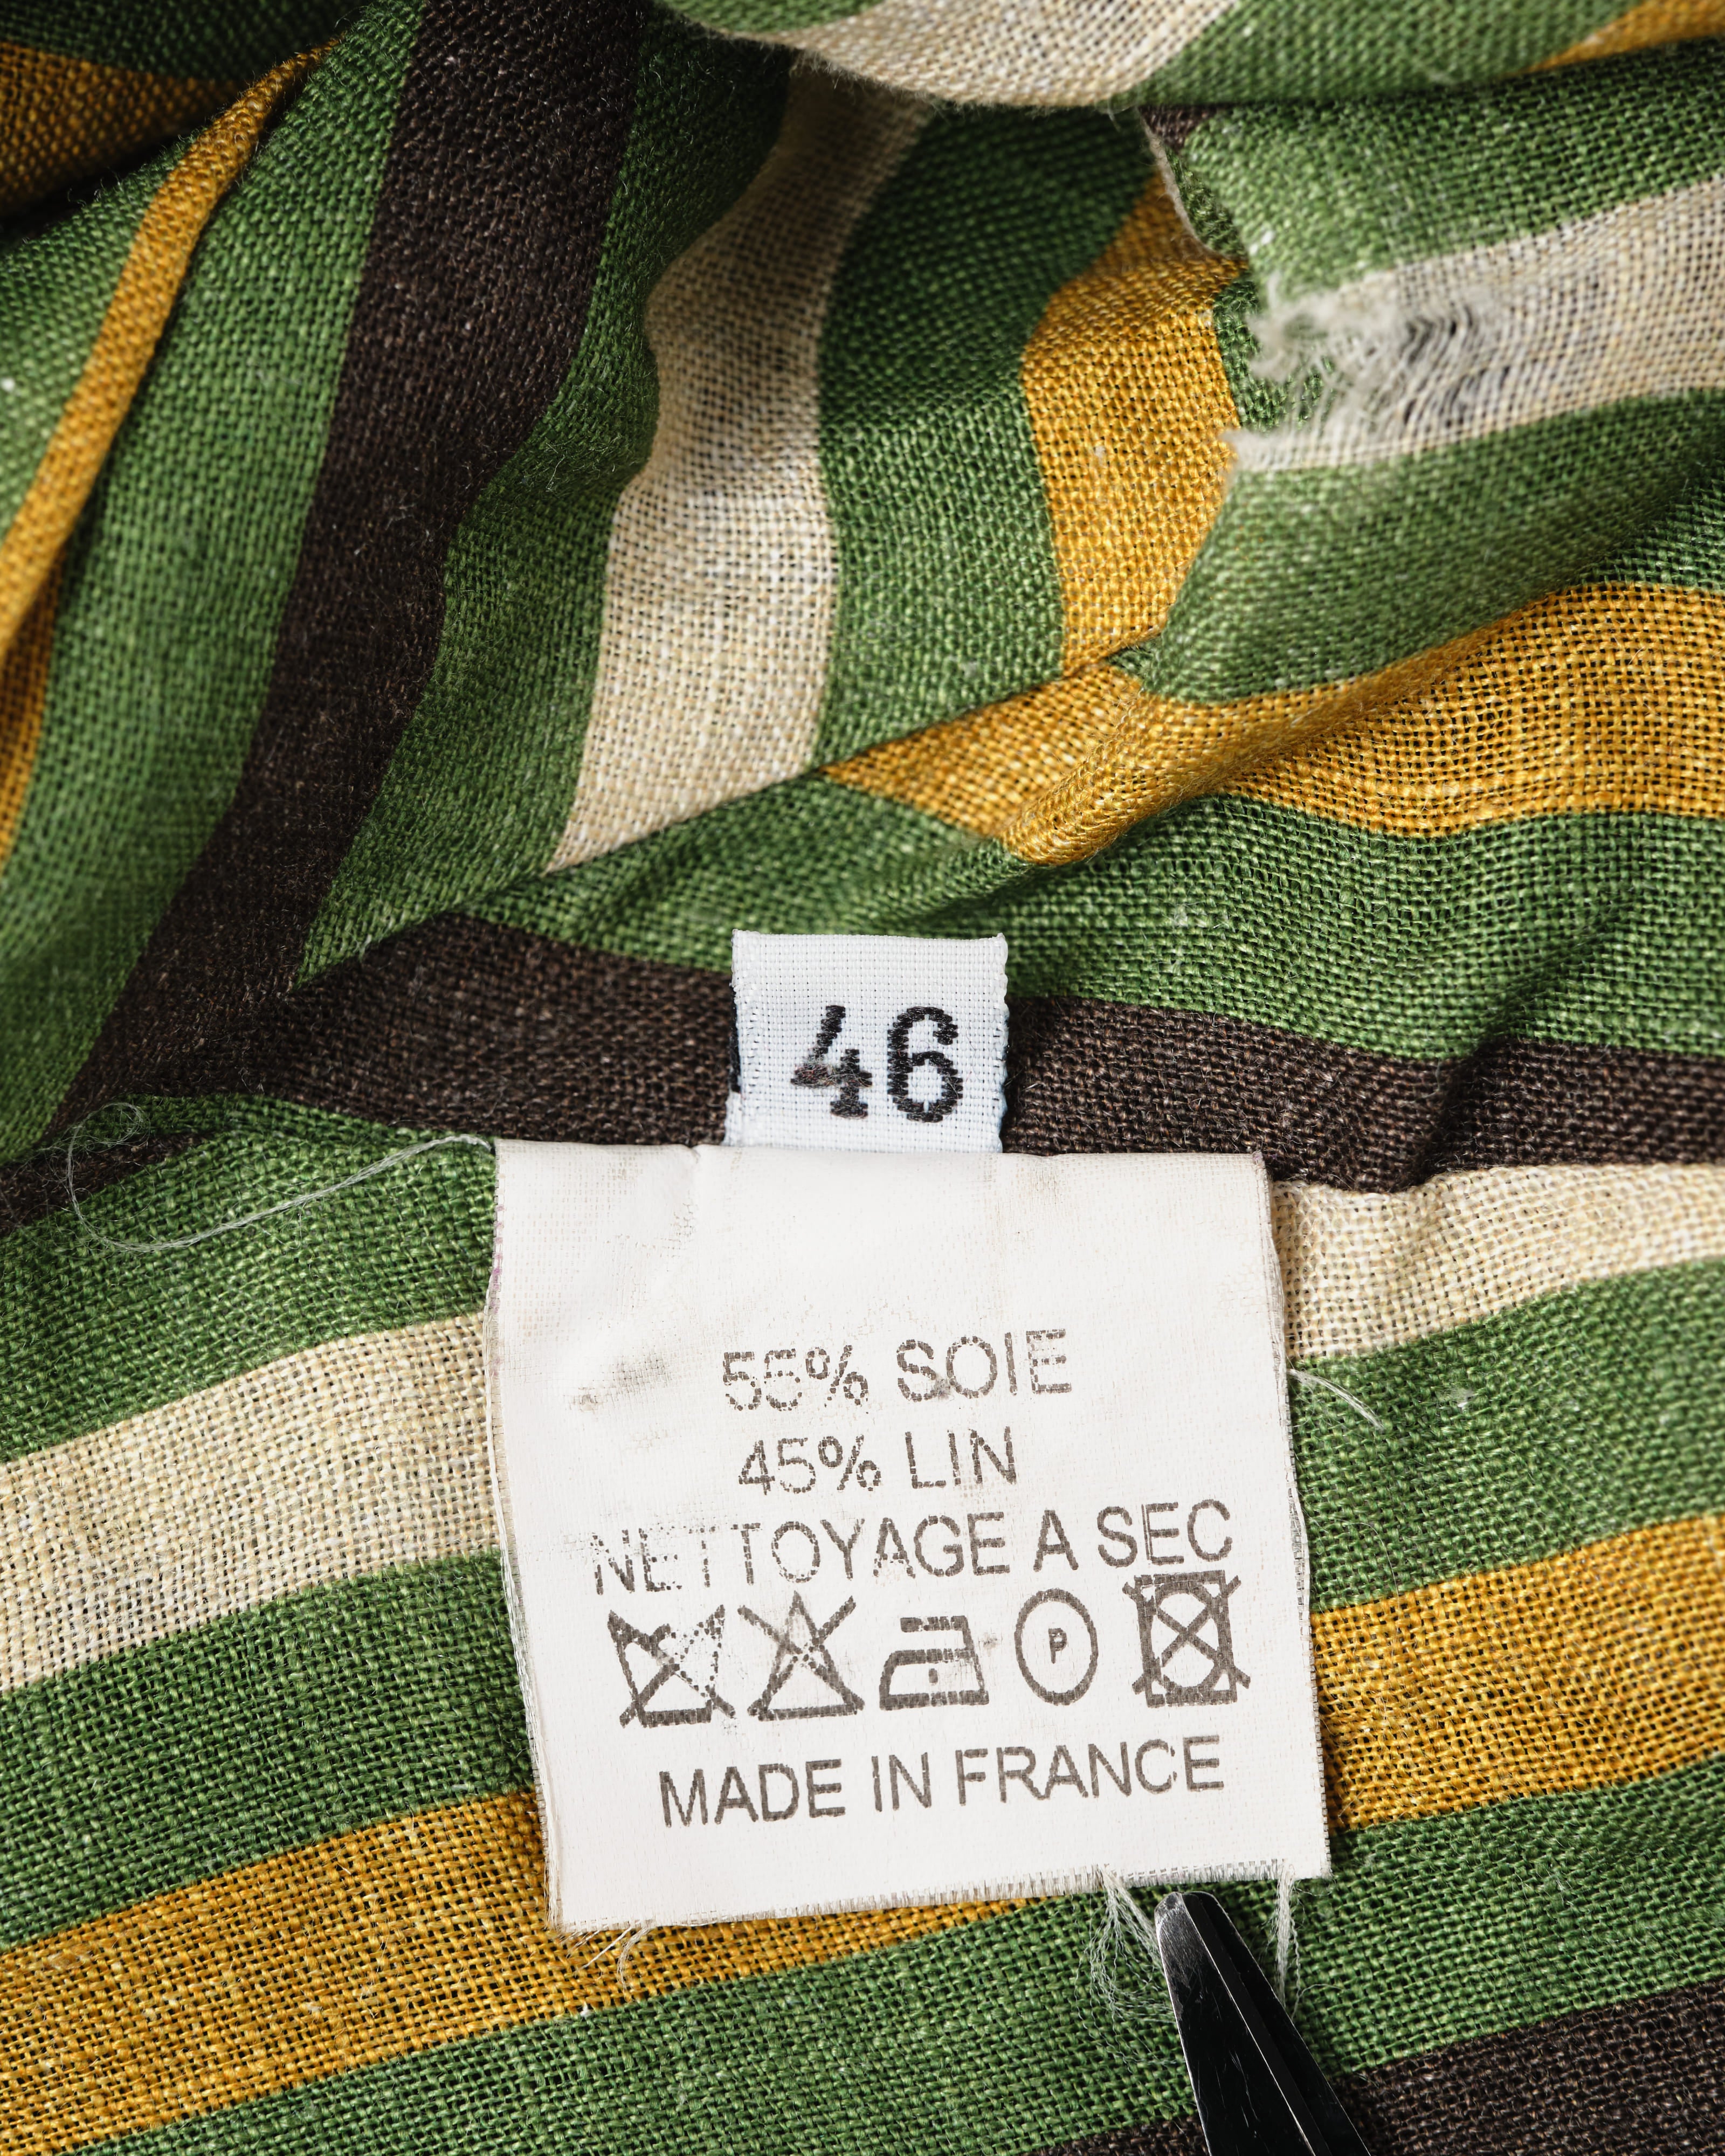 46
55% SOIE
45% LIN
NETTOYAGE A SEC
P
MADE IN FRANCE